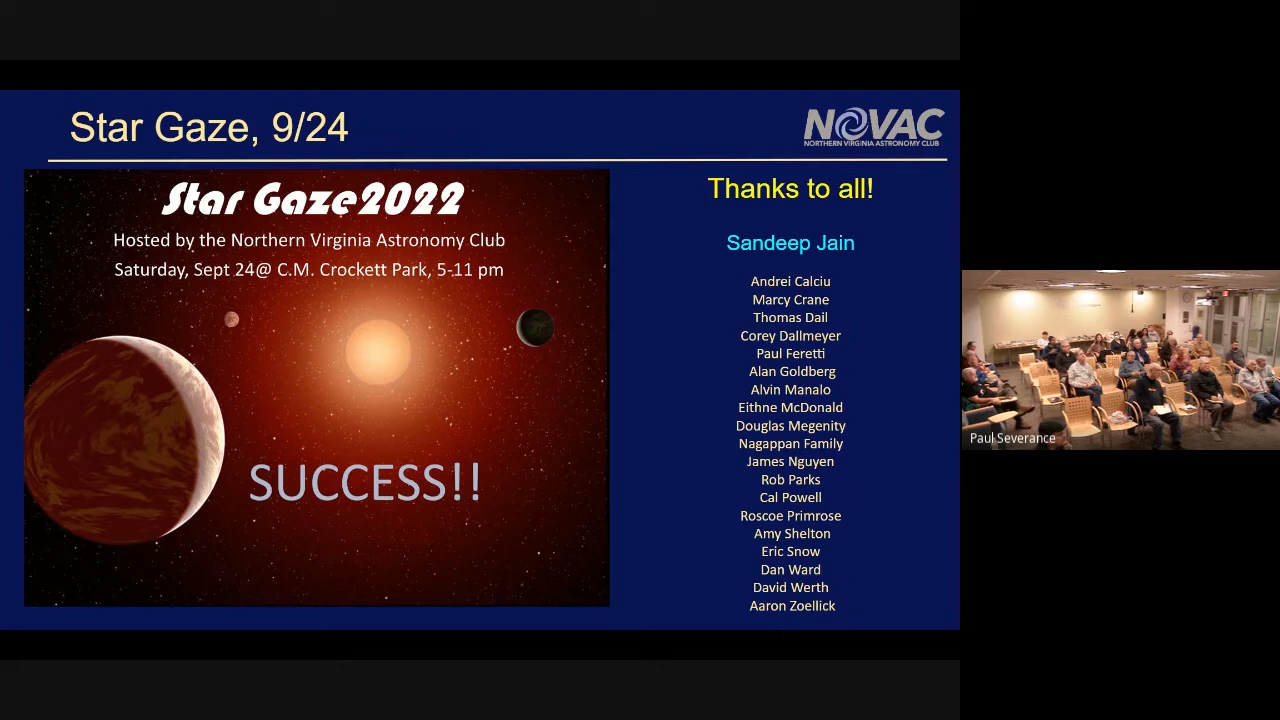 Star Gaze, 9/24
NOVAC
NORTHERN VIRGINIA ASTRONOMY CLUB
Star Gaze2022
Hosted by the Northern Virginia Astronomy Club
Saturday, Sept 24@ C.M. Crockett Park, 5-11 pm
SUCCESS!!
Thanks to all!
Sandeep Jain
Andrei Calciu
Marcy Crane
Thomas Dail
Corey Dallmeyer
Paul Feretti
Alan Goldberg
Alvin Manalo
Eithne McDonald
Douglas Megenity
Nagappan Family
James Nguyen
Rob Parks
Cal Powell
Roscoe Primrose
Amy Shelton
Eric Snow
Dan Ward
David Werth
Aaron Zoellick
Paul Severance